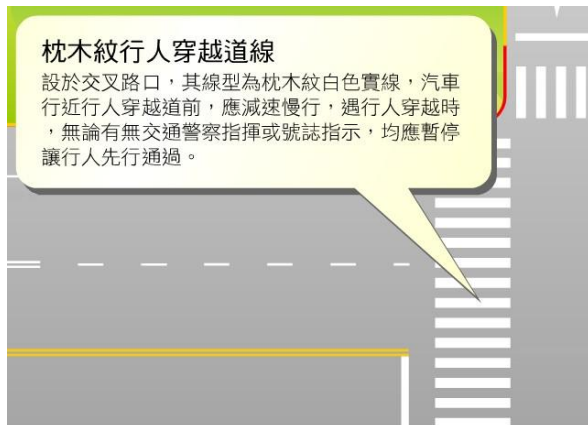 枕木紋行人穿越道線
設於交叉路口，其線型為枕木紋白色實線，汽車
行近行人穿越道前，應減速慢行，遇行人穿越時
，無論有無交通警察指揮或號誌指示，均應暫停
讓行人先行通過。